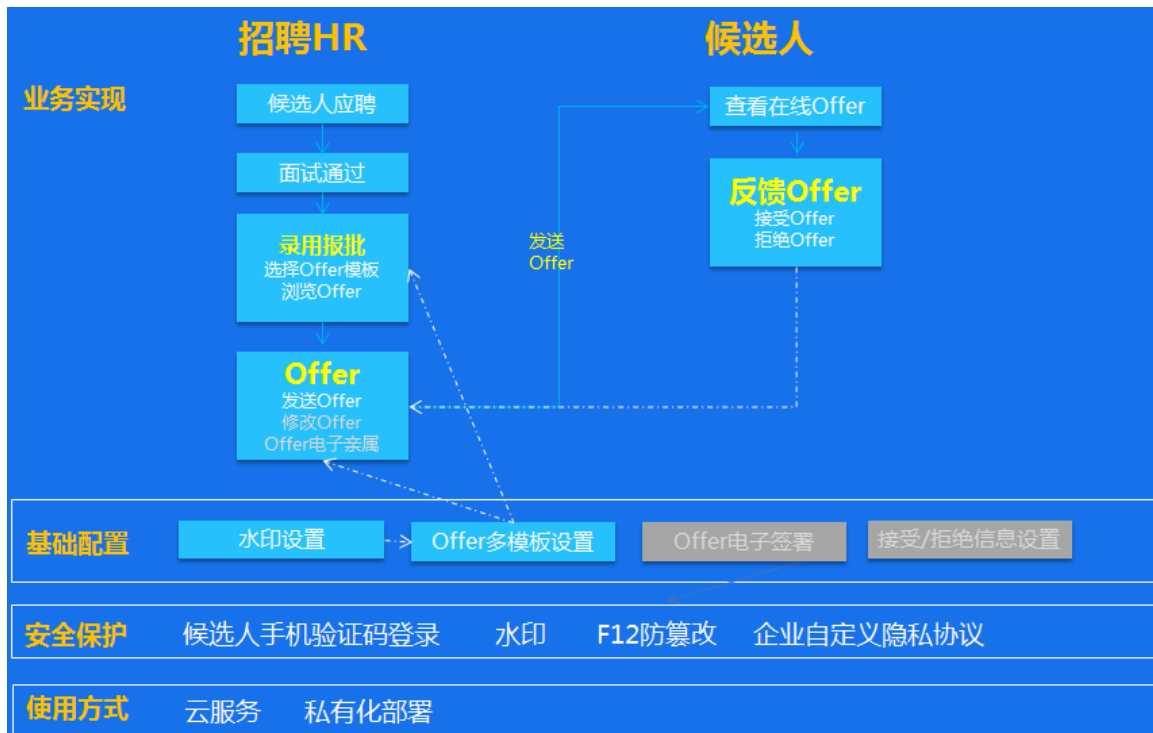 招聘HR
候选人
业务实现
候选人应聘
面试通过
录用报批
选择Offer模板
浏览Offer
Offer
发送Offer
修改Offer
Offer电子亲属
发送
Offer
查看在线Offer
反馈Offer
接受Offer
拒绝Offer
基础配置
水印设置
Offer多模板设置
Offer电子签署
接受/拒绝信息设置
安全保护
候选人手机验证码登录
水印
F12防篡改
企业自定义隐私协议
使用方式
云服务
私有化部署